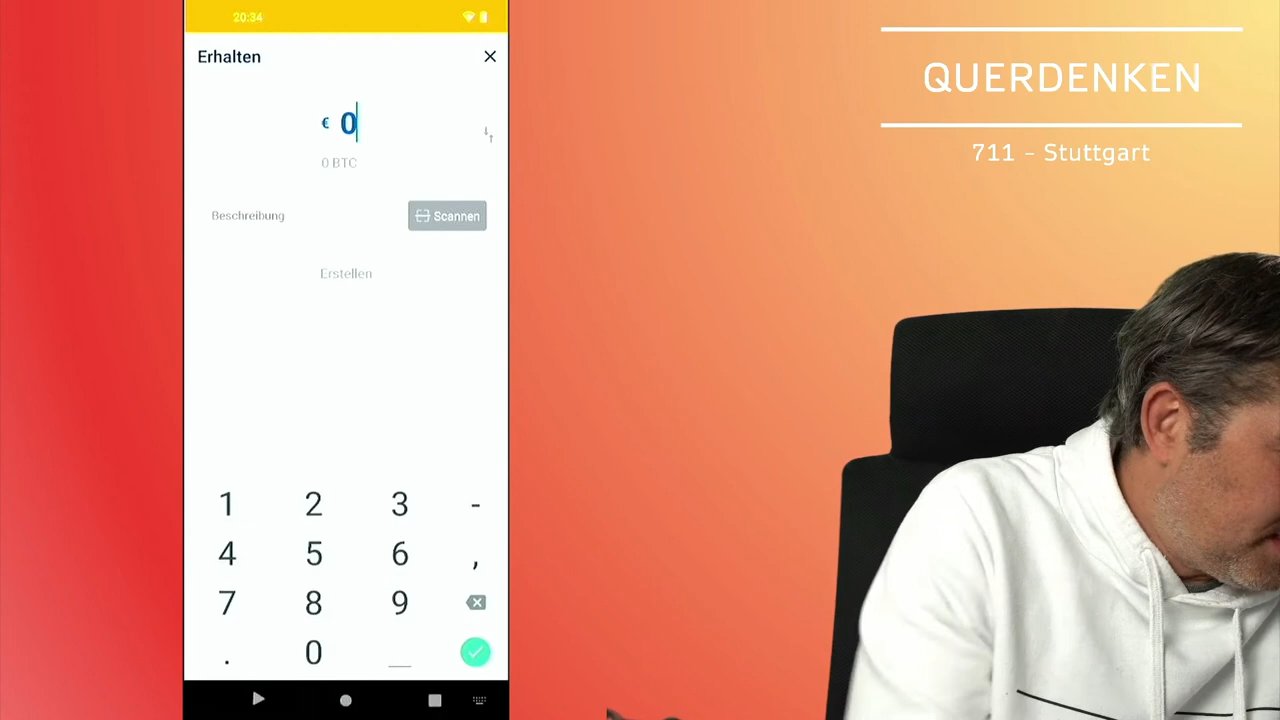 20:34
Erhalten
€ 0
0 BTC
Beschreibung
Scannen
Erstellen
1 2 3 -
4 5 6 ,
7 8 9
. 0
QUERDENKEN
711 – Stuttgart